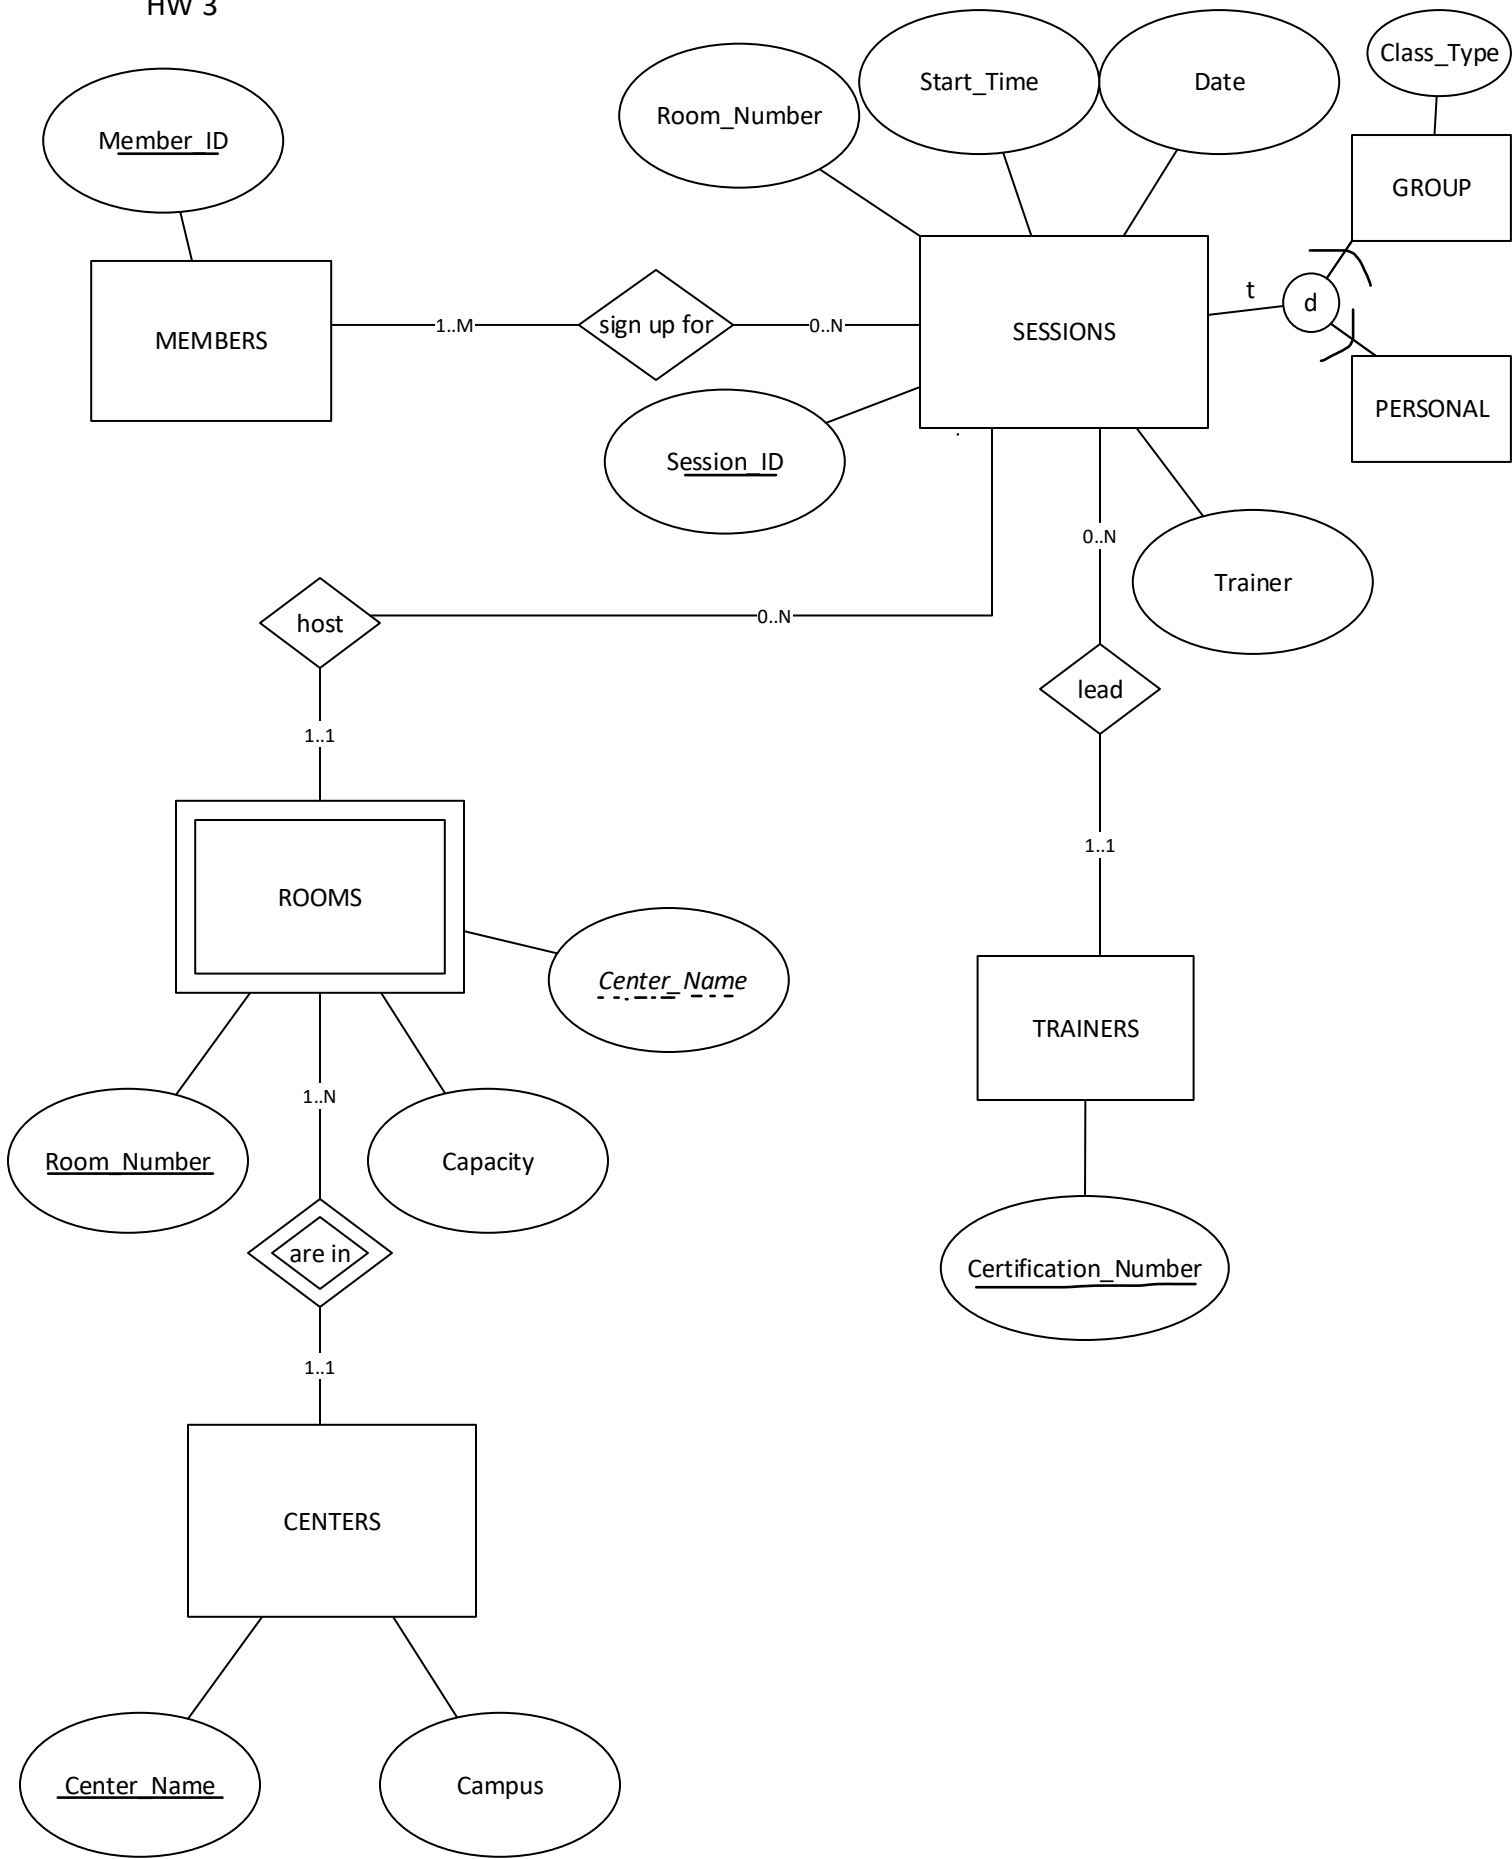 HW 3
Class_Type
Start_Time
Date
Room_Number
Member_ID
GROUP
t
d
1..M
sign up for
0..N
SESSIONS
MEMBERS
PERSONAL
Session_ID
0..N
Trainer
host
0..N
lead
1..1
1..1
ROOMS
Center_Name
TRAINERS
1..N
Room_Number
Capacity
are in
Certification_Number
1..1
CENTERS
Center_Name
Campus